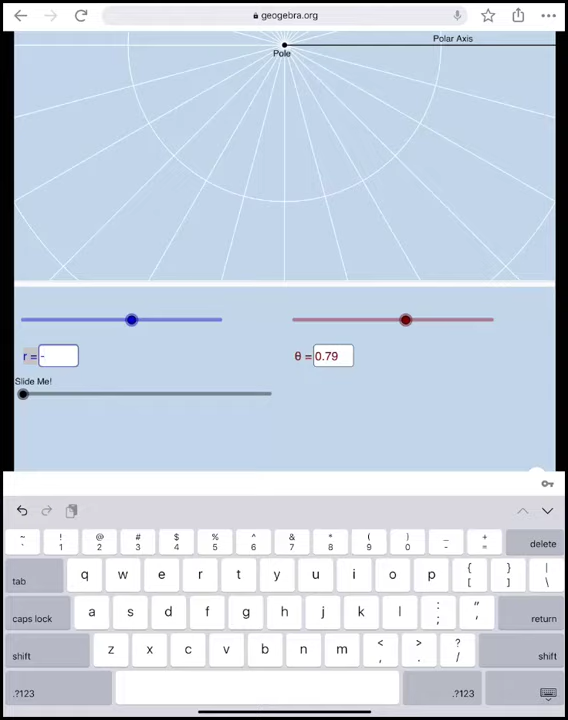 geogebra.org
Polar Axis
Pole
r = -
θ = 0.79
Slide Me!
~ ! @ # $ % ^ & * ( ) _ + delete
` 1 2 3 4 5 6 7 8 9 0 - =
tab q w e r t y u i o p { } |
[ ] \
caps lock a s d f g h j k l : " return
; '
shift z x c v b n m < > ? shift
, . /
.?123 .?123